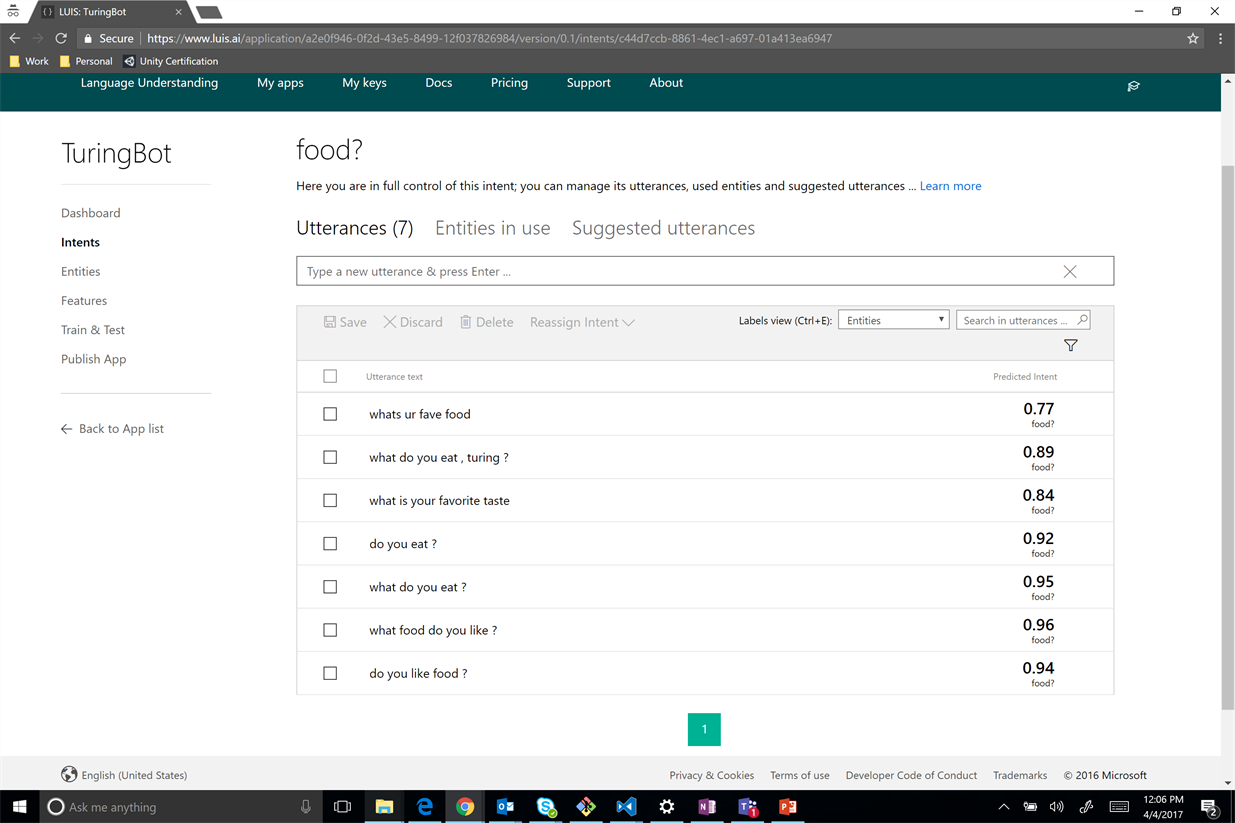 LUIS: TuringBot
Secure https://www.luis.ai/application/a2e0f946-0f2d-43e5-8499-12f037826984/version/0.1/intents/c44d7ccb-8861-4ec1-a697-01a413ea6947
Work Personal Unity Certification
Language Understanding My apps My keys Docs Pricing Support About
TuringBot
Dashboard
Intents
Entities
Features
Train & Test
Publish App
Back to App list
food?
Here you are in full control of this intent; you can manage its utterances, used entities and suggested utterances ... Learn more
Utterances (7) Entities in use Suggested utterances
Type a new utterance & press Enter ...
Save Discard Delete Reassign Intent Labels view (Ctrl+E): Entities Search in utterances ...
Utterance text Predicted Intent
whats ur fave food 0.77
food?
what do you eat , turing ? 0.89
food?
what is your favorite taste 0.84
food?
do you eat ? 0.92
food?
what do you eat ? 0.95
food?
what food do you like ? 0.96
food?
do you like food ? 0.94
food?
1
English (United States) Privacy & Cookies Terms of use Developer Code of Conduct Trademarks © 2016 Microsoft
Ask me anything
12:06 PM
4/4/2017
2